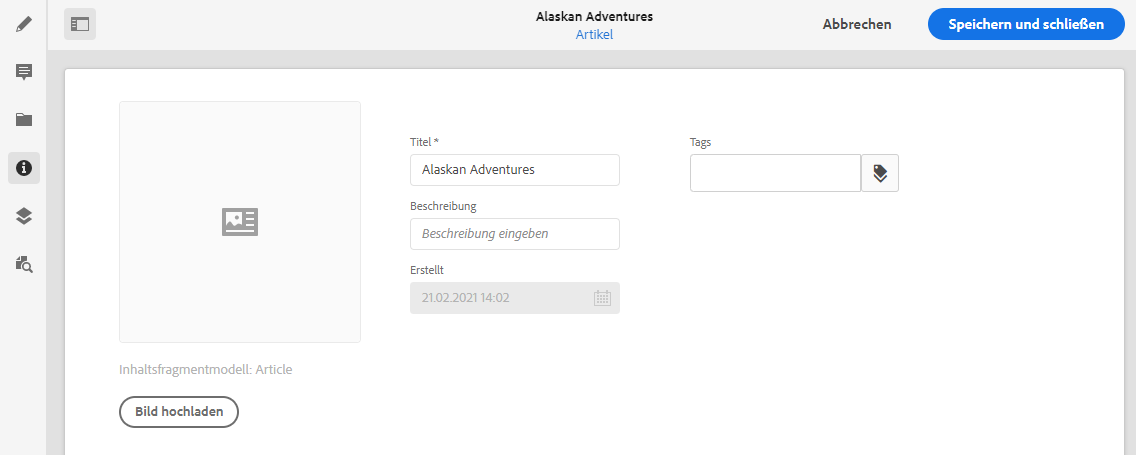 Alaskan Adventures
Artikel
Abbrechen
Speichern und schließen
Titel *
Alaskan Adventures
Tags
Beschreibung
Beschreibung eingeben
Erstellt
21.02.2021 14:02
Inhaltsfragmentmodell: Article
Bild hochladen